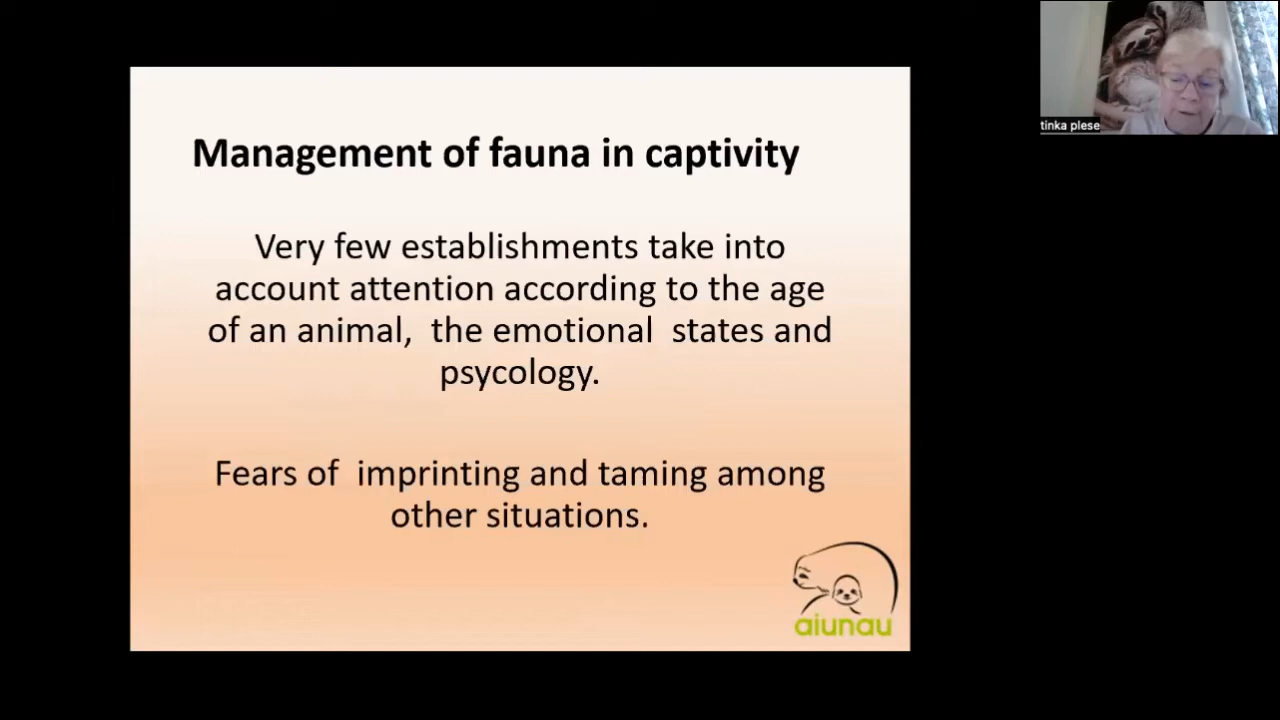 tinka plese
Management of fauna in captivity
Very few establishments take into
account attention according to the age
of an animal, the emotional states and
psycology.
Fears of imprinting and taming among
other situations.
aiunau